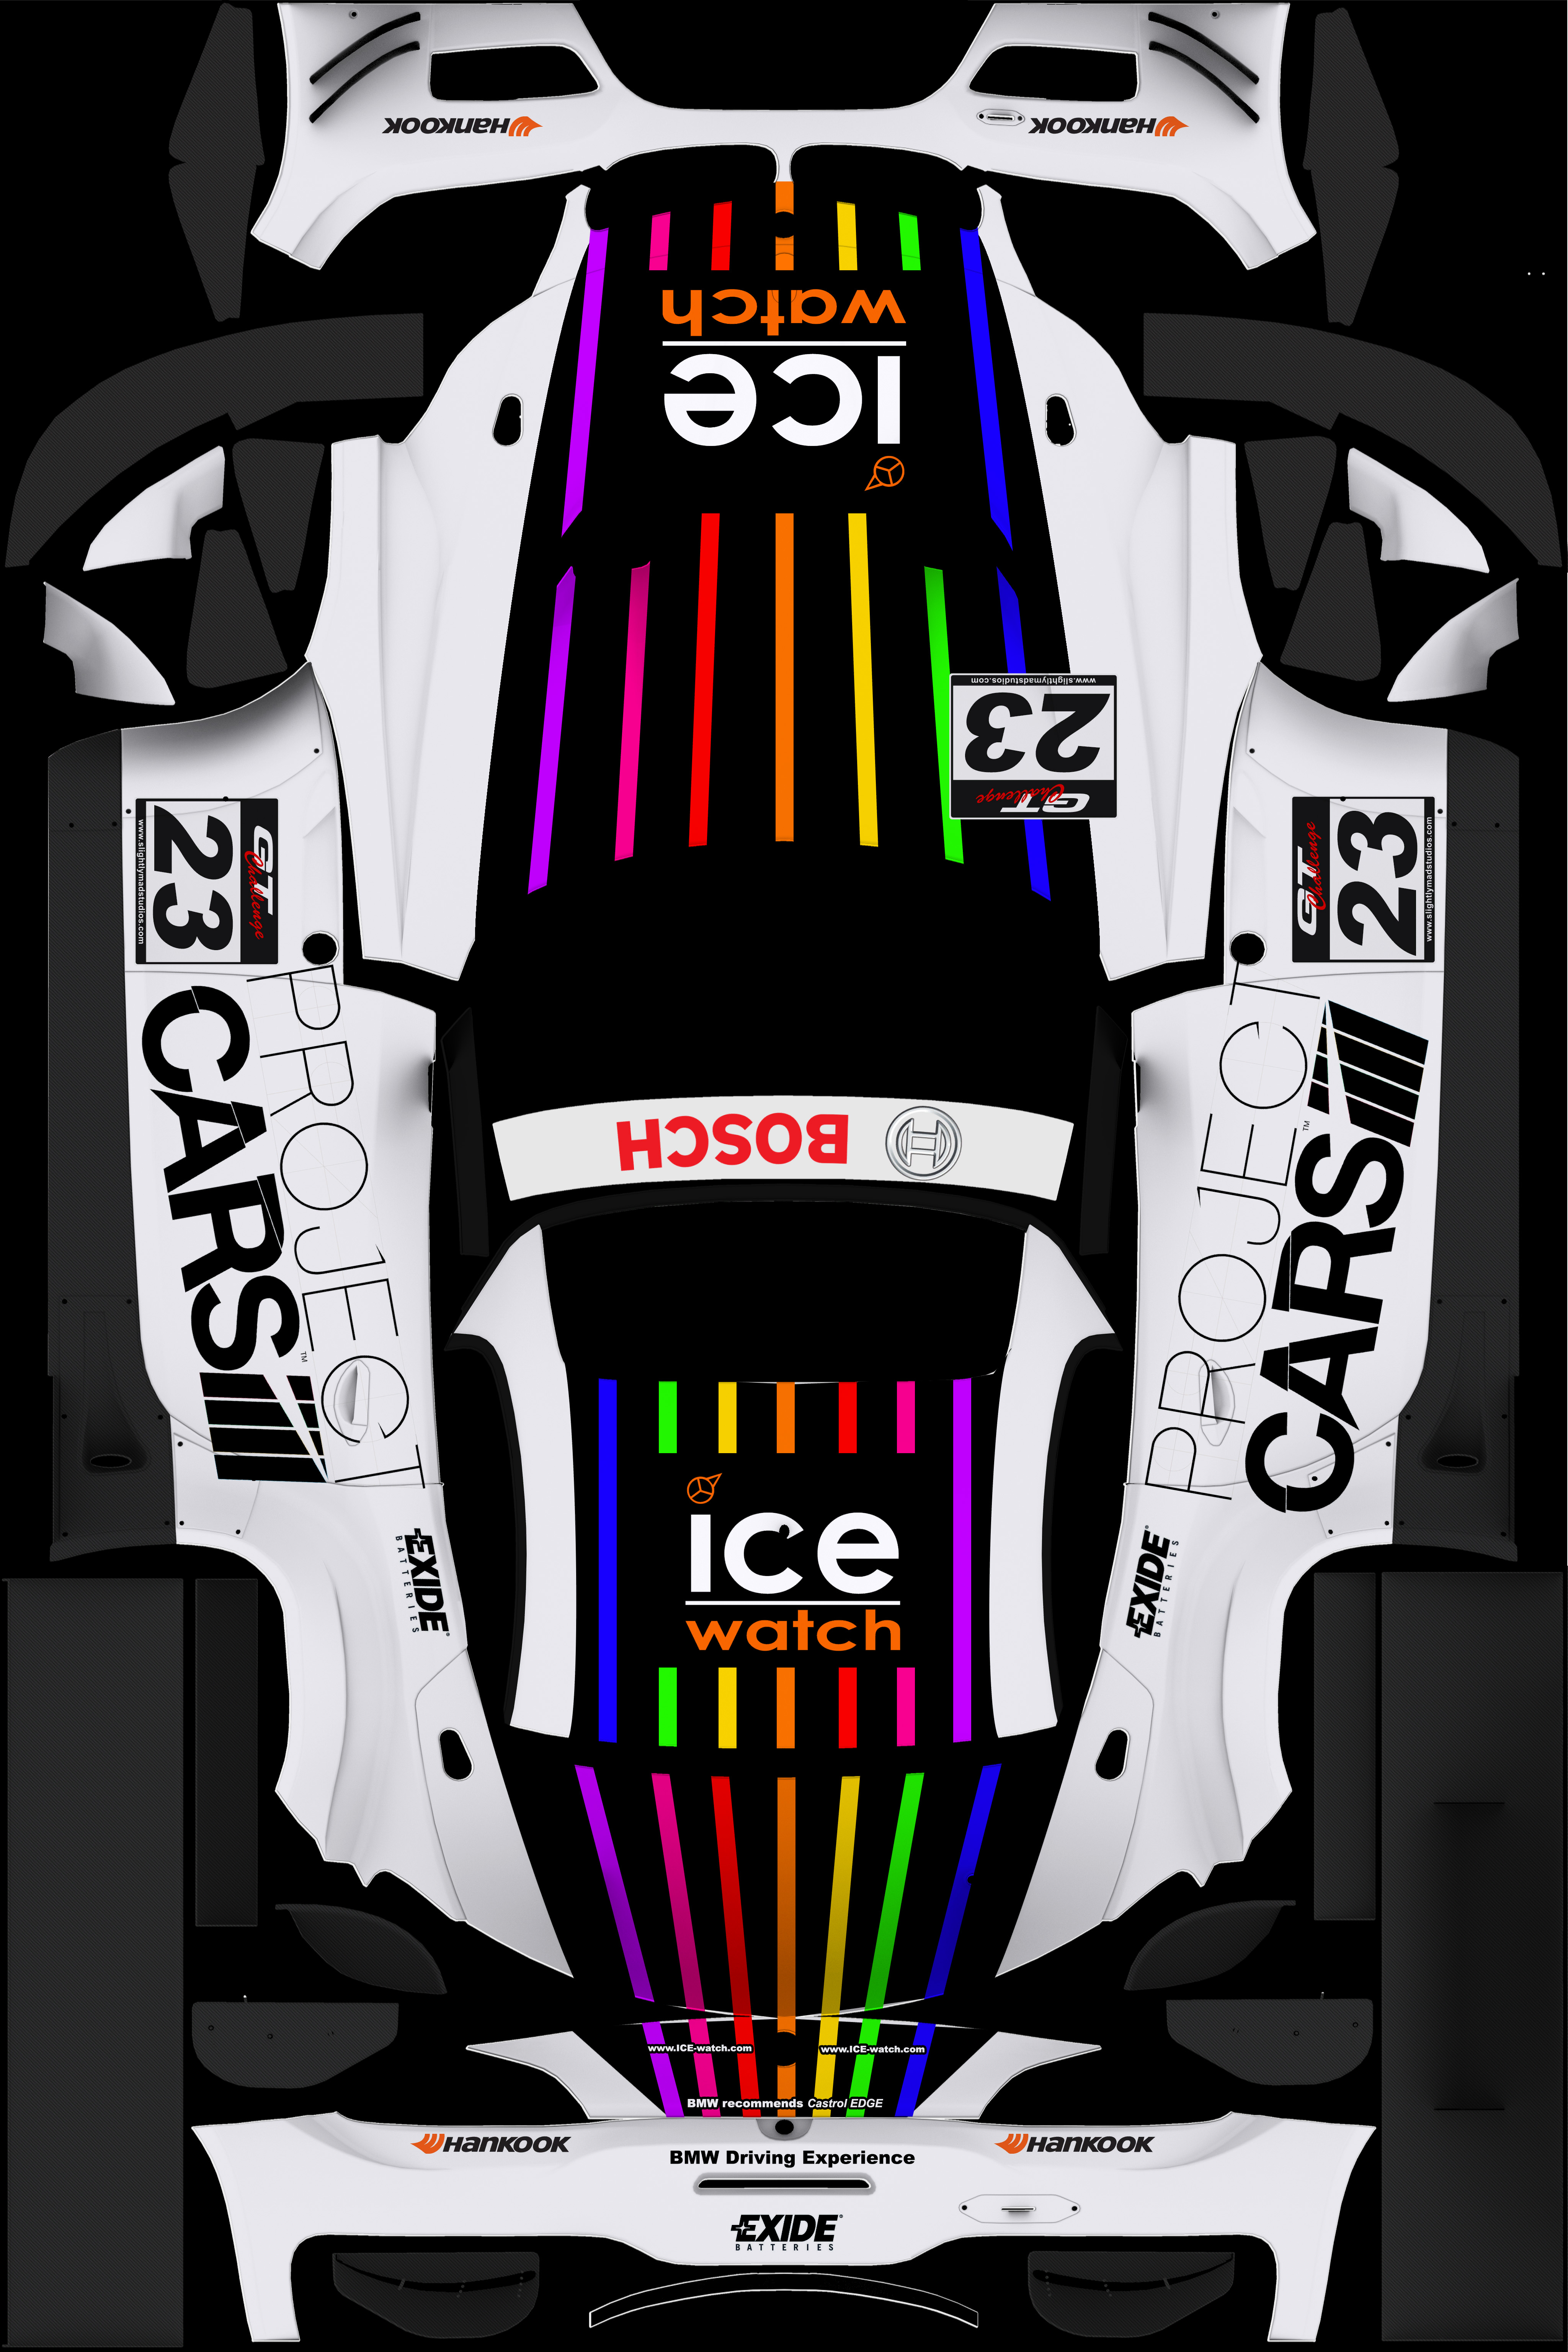 HANKOOK
HANKOOK
ice
watch
www.slightlymadstudios.com
23
GT
Challenge
GT
Challenge
23
www.slightlymadstudios.com
GT
Challenge
23
www.slightlymadstudios.com
PROJECT
CARS
™
PROJECT
CARS
™
BOSCH
ice
watch
EXIDE®
BATTERIES
EXIDE®
BATTERIES
www.ICE-watch.com
www.ICE-watch.com
BMW recommends Castrol EDGE
HANKOOK
HANKOOK
BMW Driving Experience
EXIDE®
BATTERIES